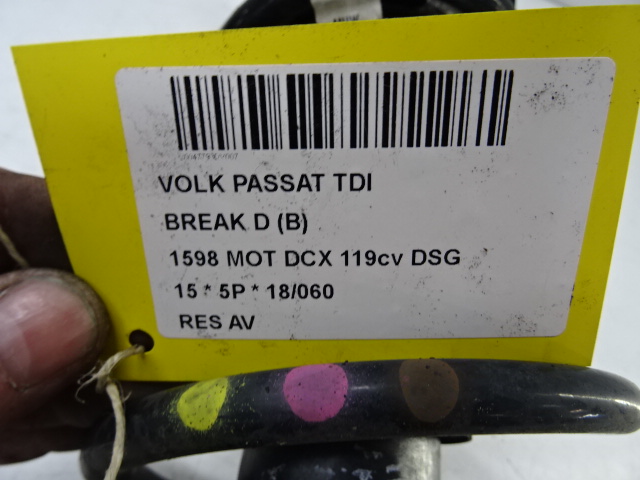 VOLK PASSAT TDI
BREAK D (B)
1598 MOT DCX 119cv DSG
15 * 5P * 18/060
RES AV